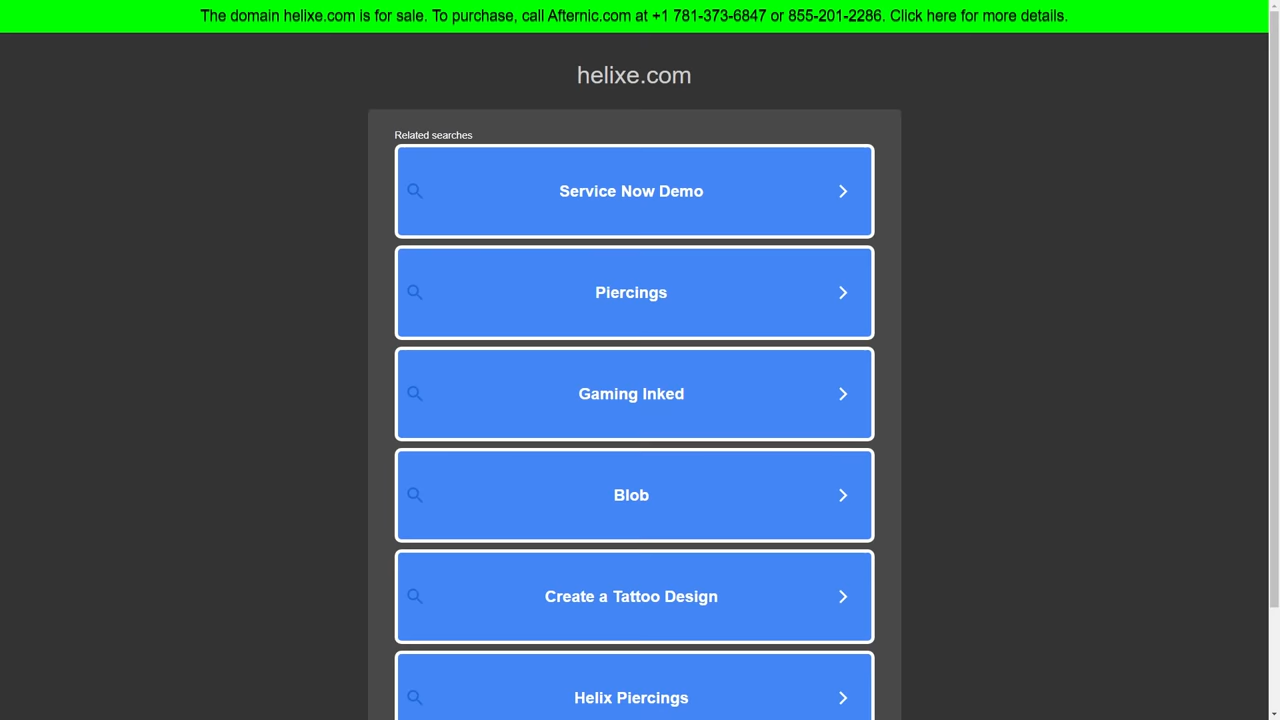 The domain helixe.com is for sale. To purchase, call Afternic.com at +1 781-373-6847 or 855-201-2286. Click here for more details.
helixe.com
Related searches
Service Now Demo
Piercings
Gaming Inked
Blob
Create a Tattoo Design
Helix Piercings